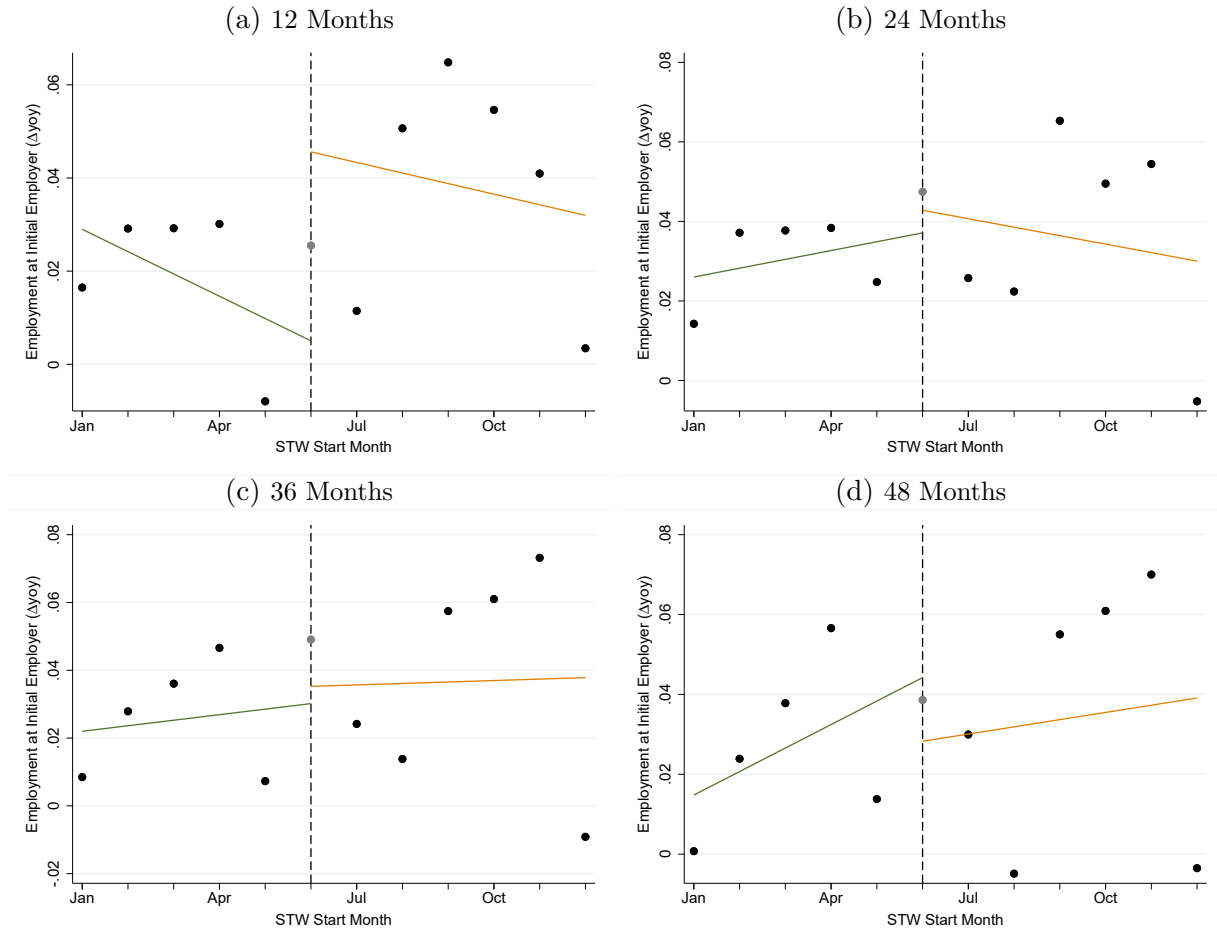 (a) 12 Months
Employment at Initial Employer (Δyoy)
.06
.04
.02
0
Jan
Apr
Jul
Oct
STW Start Month
(b) 24 Months
Employment at Initial Employer (Δyoy)
.08
.06
.04
.02
0
Jan
Apr
Jul
Oct
STW Start Month
(c) 36 Months
Employment at Initial Employer (Δyoy)
.08
.06
.04
.02
0
-.02
Jan
Apr
Jul
Oct
STW Start Month
(d) 48 Months
Employment at Initial Employer (Δyoy)
.08
.06
.04
.02
0
Jan
Apr
Jul
Oct
STW Start Month